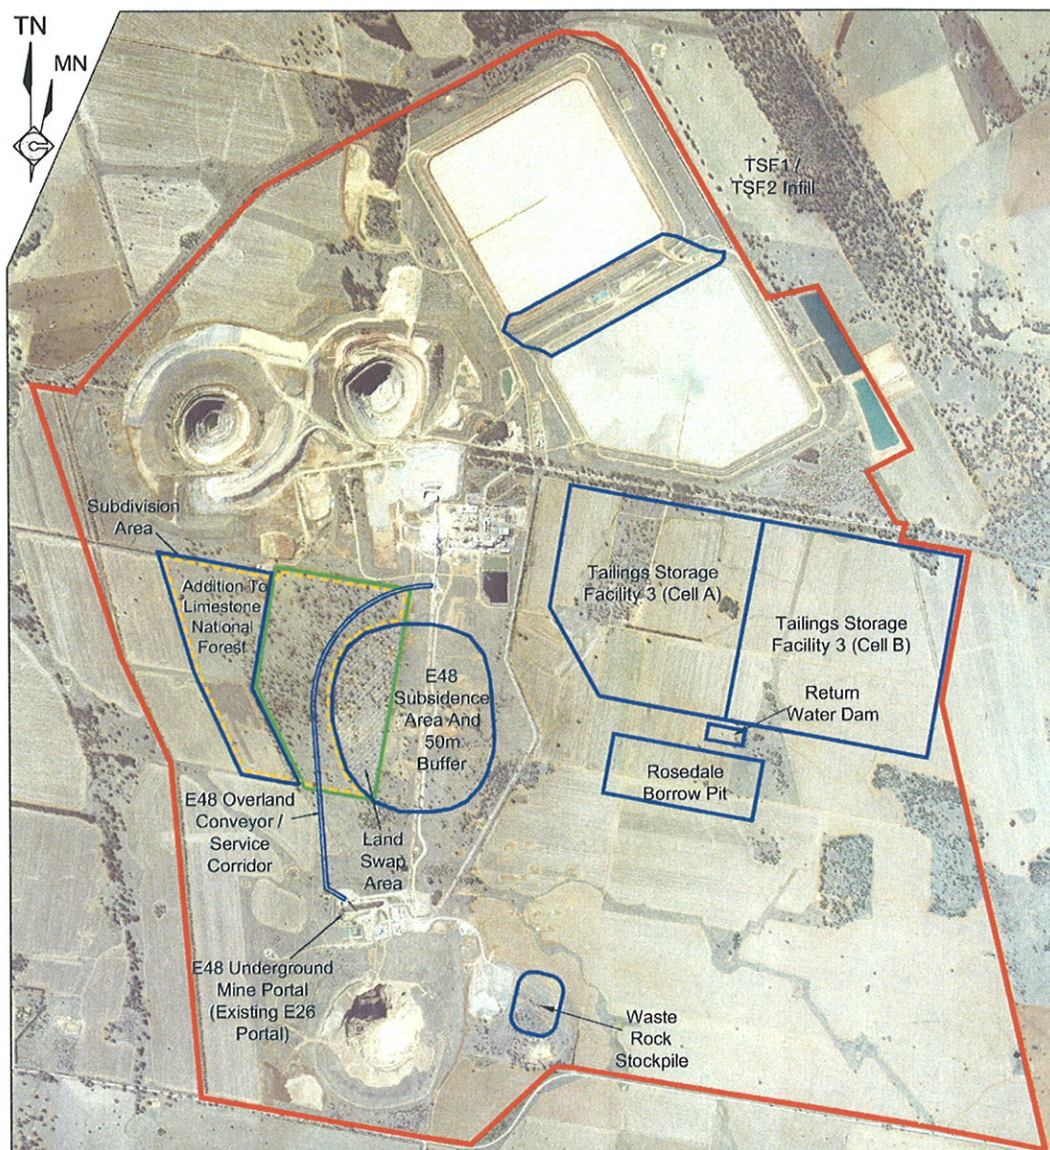 TN
MN
TSF1 /
TSF2 Infill
Subdivision
Area
Addition To
Limestone
National
Forest
Tailings Storage
Facility 3 (Cell A)
Tailings Storage
Facility 3 (Cell B)
E48
Subsidence
Area And
50m
Buffer
Return
Water Dam
Rosedale
Borrow Pit
E48 Overland
Conveyor /
Service
Corridor
Land
Swap
Area
E48 Underground
Mine Portal
(Existing E26
Portal)
Waste
Rock
Stockpile